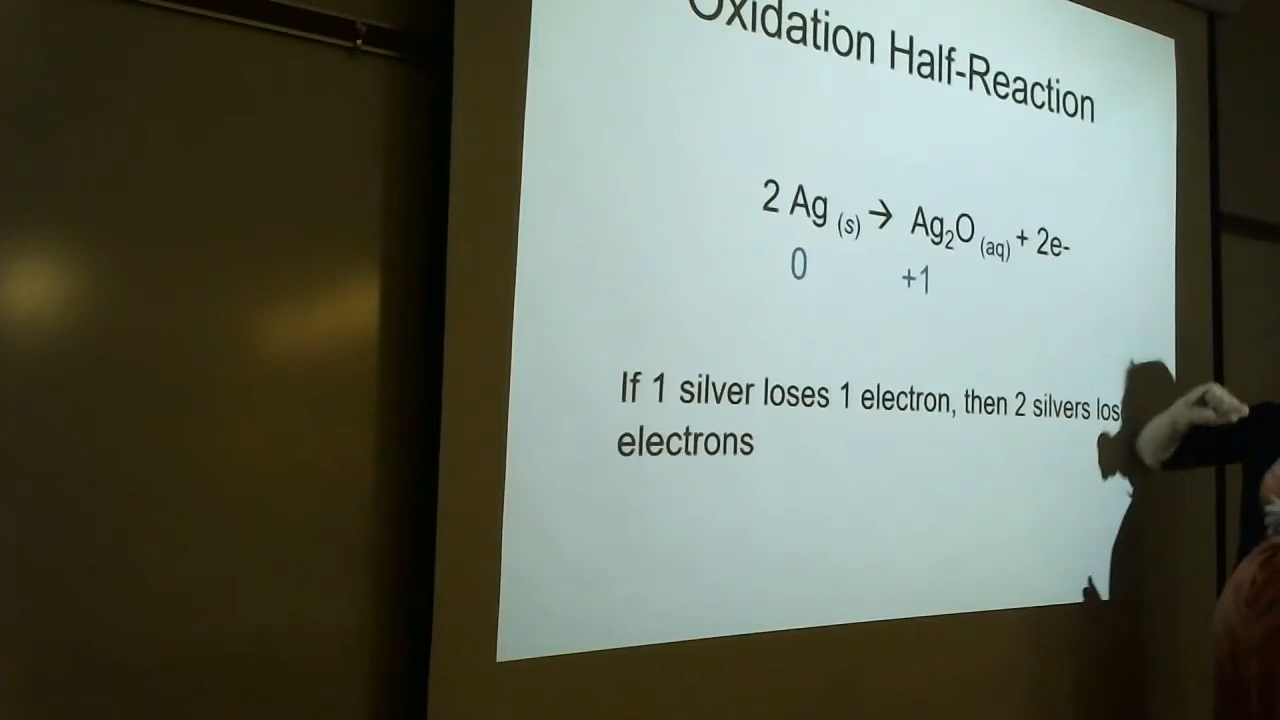 Oxidation Half-Reaction
2 Ag (s) → Ag₂O (aq) + 2e-
0 +1
If 1 silver loses 1 electron, then 2 silvers los
electrons